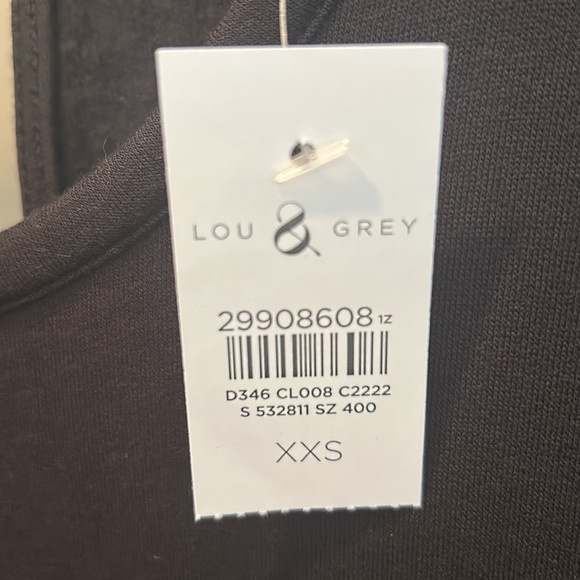 LOU & GREY
29908608 1Z
D346 CL008 C2222
S 532811 SZ 400
XXS